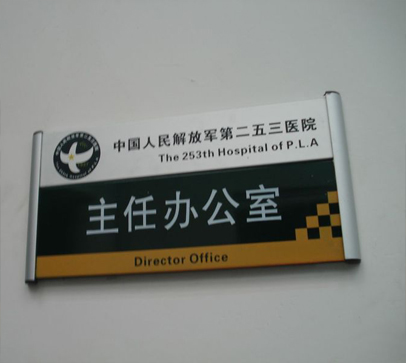 中国人民解放军第二五三医院
The 253th Hospital of P.L.A
主任办公室
Director Office